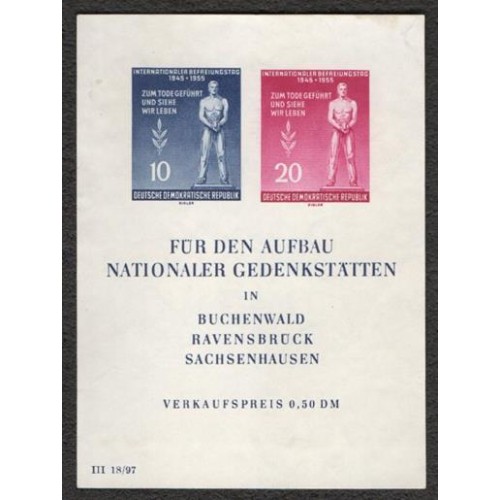 INTERNATIONALER BEFREIUNGSTAG
1945 - 1955
ZUM TODE GEFÜHRT
UND SIEHE
WIR LEBEN
10
DEUTSCHE DEMOKRATISCHE REPUBLIK
EIGLER
INTERNATIONALER BEFREIUNGSTAG
1945 - 1955
ZUM TODE GEFÜHRT
UND SIEHE
WIR LEBEN
20
DEUTSCHE DEMOKRATISCHE REPUBLIK
EIGLER
FÜR DEN AUFBAU
NATIONALER GEDENKSTÄTTEN
IN
BUCHENWALD
RAVENSBRÜCK
SACHSENHAUSEN
VERKAUFSPREIS 0,50 DM
III 18/97